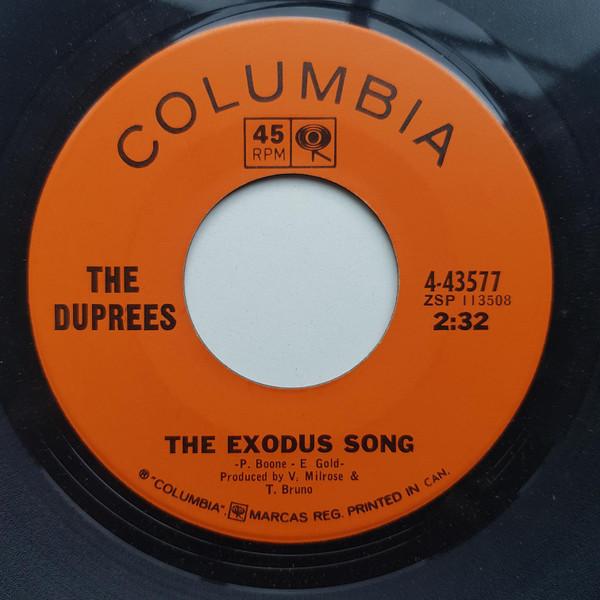 COLUMBIA
45
RPM
THE
DUPREES
4-43577
ZSP 113508
2:32
THE EXODUS SONG
-P. Boone - E Gold-
Produced by V. Milrose &
T. Bruno
® "COLUMBIA", MARCAS REG. PRINTED IN CAN.